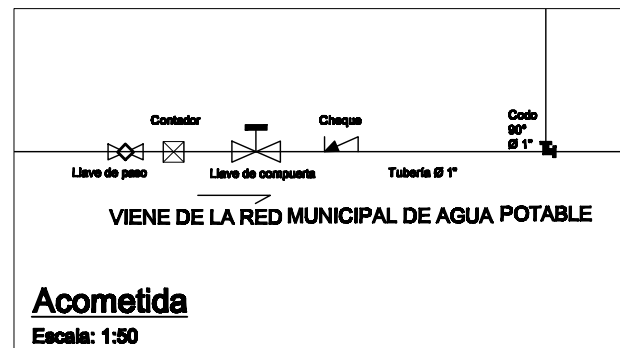 Contador
Cheque
Codo
90°
Ø 1"
Llave de paso
Llave de compuerta
Tubería Ø 1"
VIENE DE LA RED MUNICIPAL DE AGUA POTABLE
Acometida
Escala: 1:50